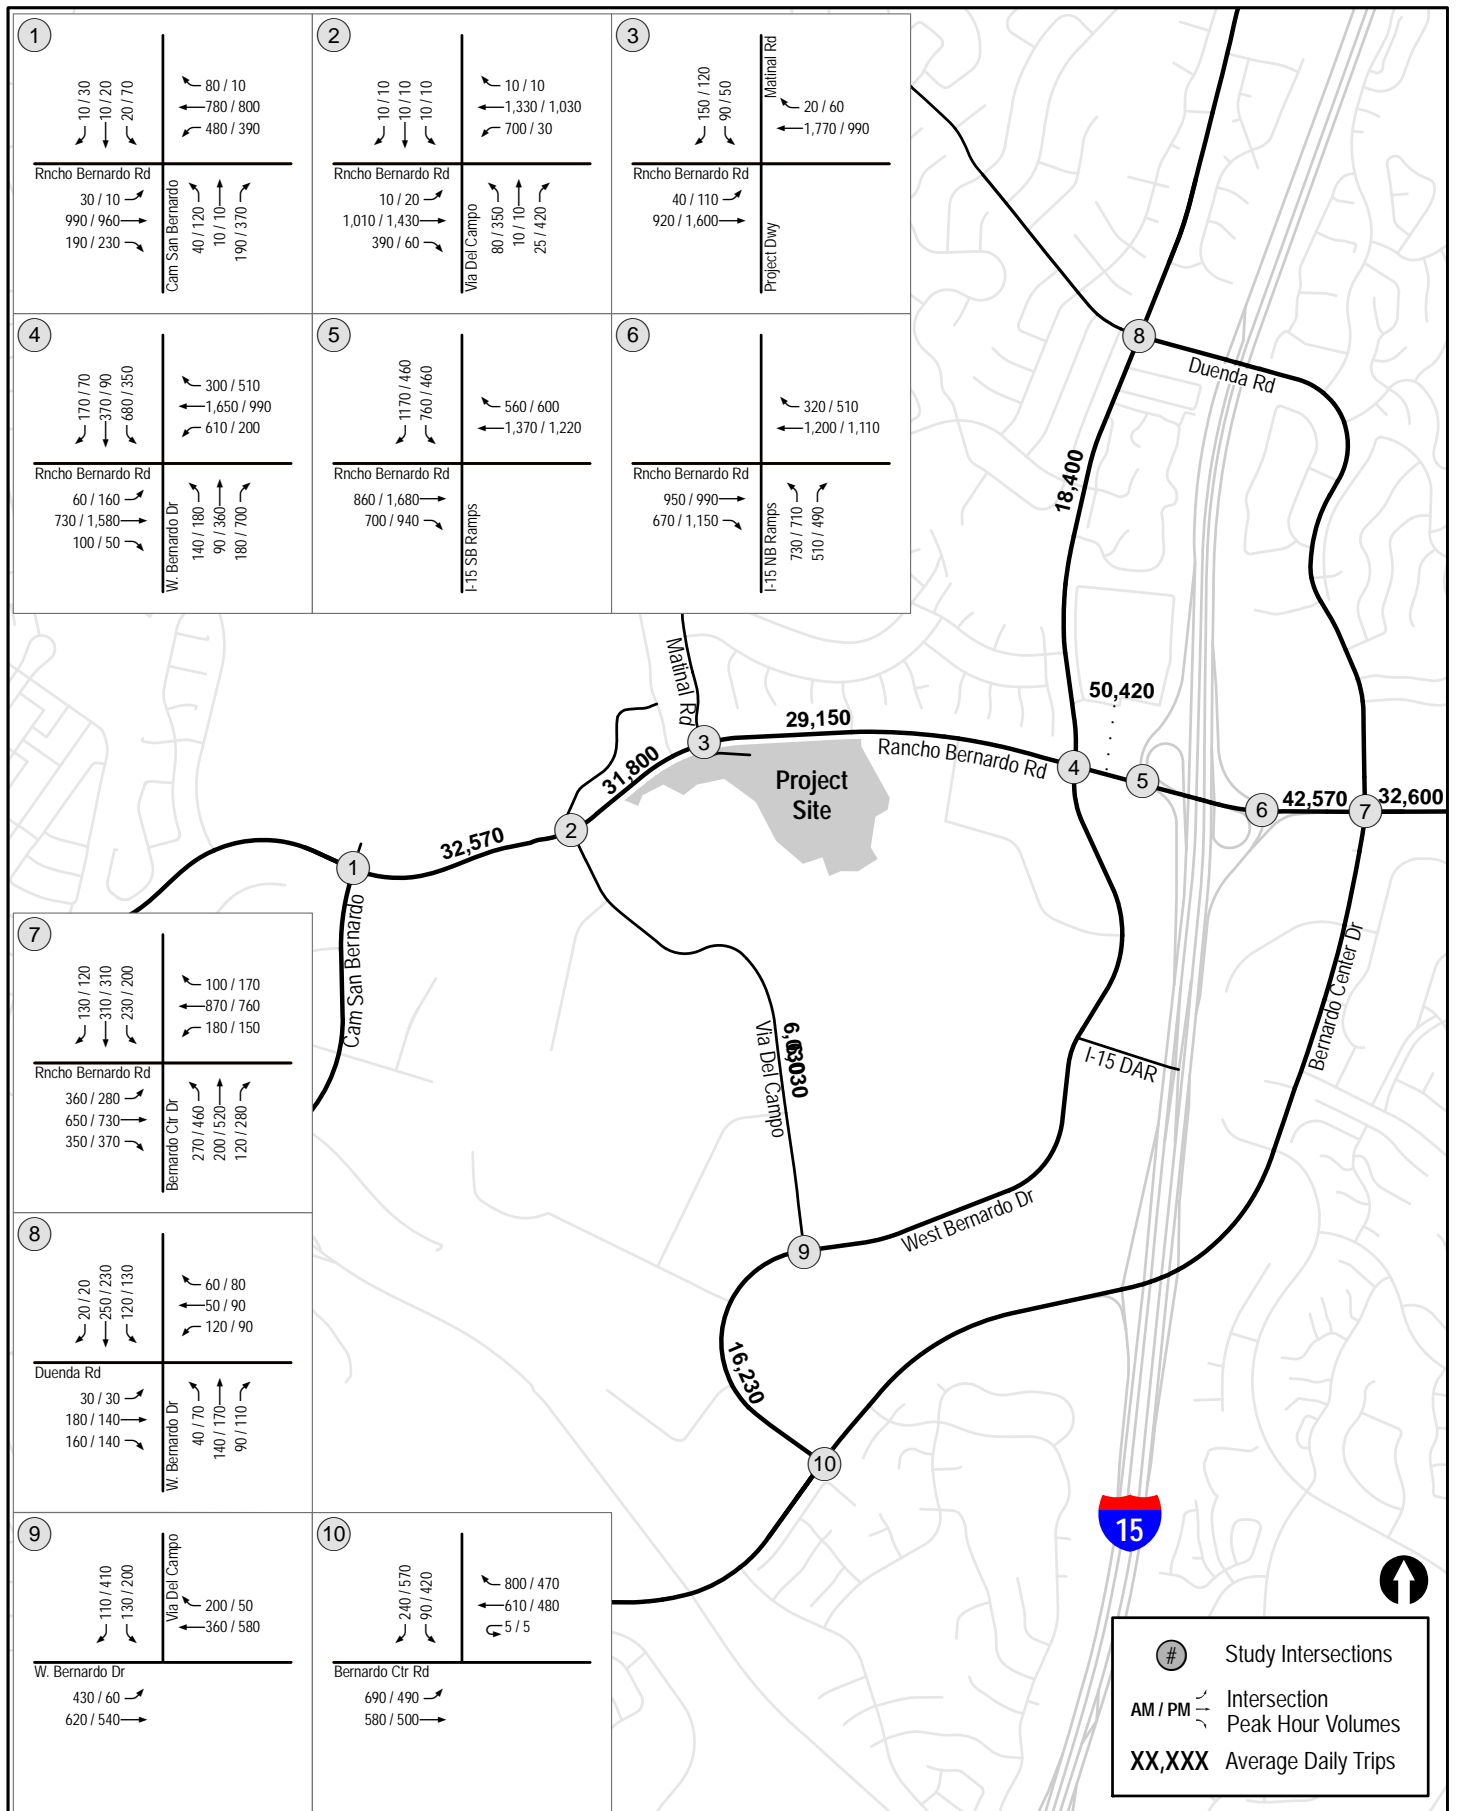 1
10 / 30
10 / 20
20 / 70
80 / 10
780 / 800
480 / 390
Rncho Bernardo Rd
30 / 10
990 / 960
190 / 230
Cam San Bernardo
40 / 120
10 / 10
190 / 370
2
10 / 10
10 / 10
10 / 10
10 / 10
1,330 / 1,030
700 / 30
Rncho Bernardo Rd
10 / 20
1,010 / 1,430
390 / 60
Via Del Campo
80 / 350
10 / 10
25 / 420
3
150 / 120
90 / 50
Matinal Rd
20 / 60
1,770 / 990
Rncho Bernardo Rd
40 / 110
920 / 1,600
Project Dwy
4
170 / 70
370 / 90
680 / 350
300 / 510
1,650 / 990
610 / 200
Rncho Bernardo Rd
60 / 160
730 / 1,580
100 / 50
W. Bernardo Dr
140 / 180
90 / 360
180 / 700
5
1170 / 460
760 / 460
560 / 600
1,370 / 1,220
Rncho Bernardo Rd
860 / 1,680
700 / 940
I-15 SB Ramps
6
320 / 510
1,200 / 1,110
Rncho Bernardo Rd
950 / 990
670 / 1,150
I-15 NB Ramps
730 / 710
510 / 490
8
Duenda Rd
18,400
Matinal Rd
50,420
29,150
3
Rancho Bernardo Rd
4
5
31,800
Project
Site
6
42,570
7
32,600
2
32,570
1
Cam San Bernardo
Via Del Campo
I-15 DAR
Bernardo Center Dr
9
West Bernardo Dr
16,230
10
15
7
130 / 120
310 / 310
230 / 200
100 / 170
870 / 760
180 / 150
Rncho Bernardo Rd
360 / 280
650 / 730
350 / 370
Bernardo Ctr Dr
270 / 460
200 / 520
120 / 280
8
20 / 20
250 / 230
120 / 130
60 / 80
50 / 90
120 / 90
Duenda Rd
30 / 30
180 / 140
160 / 140
W. Bernardo Dr
40 / 70
140 / 170
90 / 110
9
110 / 410
130 / 200
Via Del Campo
200 / 50
360 / 580
W. Bernardo Dr
430 / 60
620 / 540
10
240 / 570
90 / 420
800 / 470
610 / 480
5 / 5
Bernardo Ctr Rd
690 / 490
580 / 500
# Study Intersections
AM / PM Intersection
Peak Hour Volumes
XX,XXX Average Daily Trips